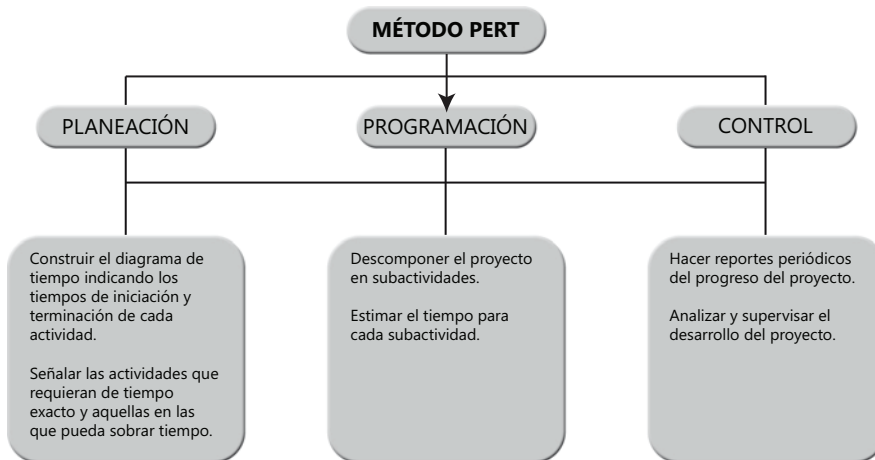 MÉTODO PERT
PLANEACIÓN
PROGRAMACIÓN
CONTROL
Construir el diagrama de
tiempo indicando los
tiempos de iniciación y
terminación de cada
actividad.
Señalar las actividades que
requieran de tiempo
exacto y aquellas en las
que pueda sobrar tiempo.
Descomponer el proyecto
en subactividades.
Estimar el tiempo para
cada subactividad.
Hacer reportes periódicos
del progreso del proyecto.
Analizar y supervisar el
desarrollo del proyecto.